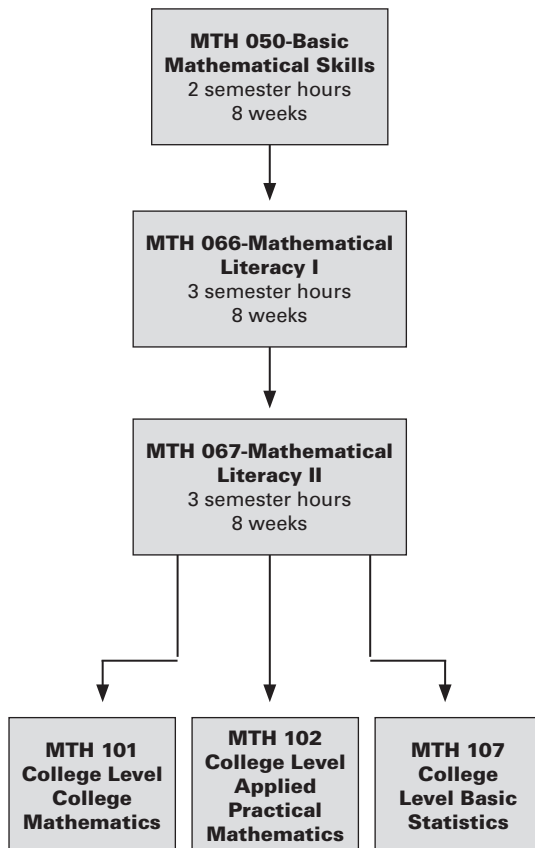 MTH 050-Basic
Mathematical Skills
2 semester hours
8 weeks
MTH 066-Mathematical
Literacy I
3 semester hours
8 weeks
MTH 067-Mathematical
Literacy II
3 semester hours
8 weeks
MTH 101
College Level
College
Mathematics
MTH 102
College Level
Applied
Practical
Mathematics
MTH 107
College
Level Basic
Statistics